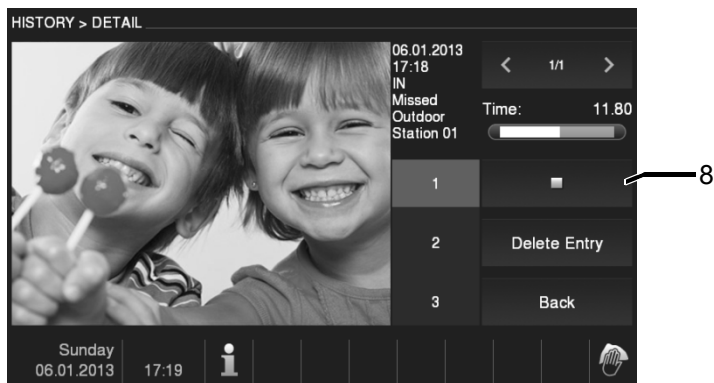 HISTORY > DETAIL
06.01.2013
17:18
IN
Missed
Outdoor
Station 01
< 1/1 >
Time: 11.80
1
8
2 Delete Entry
3 Back
Sunday
06.01.2013 17:19